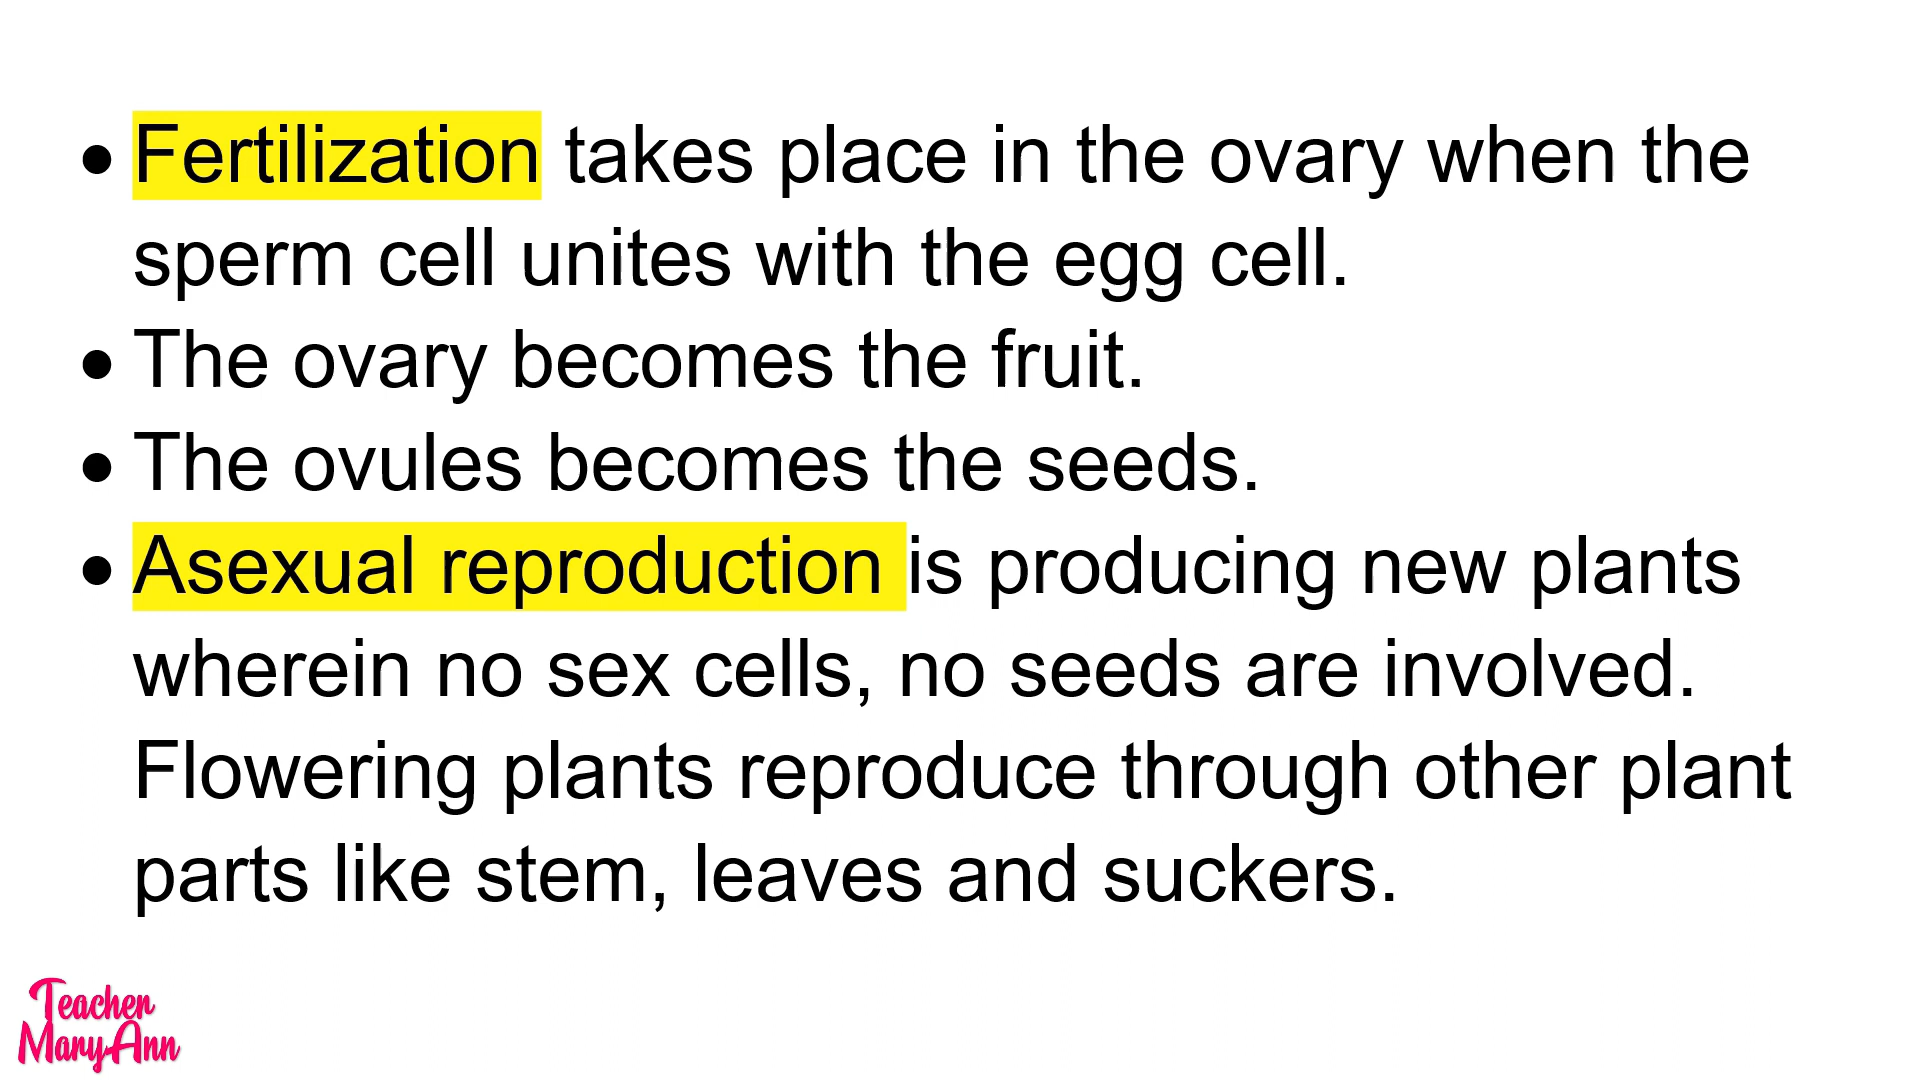 • Fertilization takes place in the ovary when the
sperm cell unites with the egg cell.
• The ovary becomes the fruit.
• The ovules becomes the seeds.
• Asexual reproduction is producing new plants
wherein no sex cells, no seeds are involved.
Flowering plants reproduce through other plant
parts like stem, leaves and suckers.
Teacher
MaryAnn